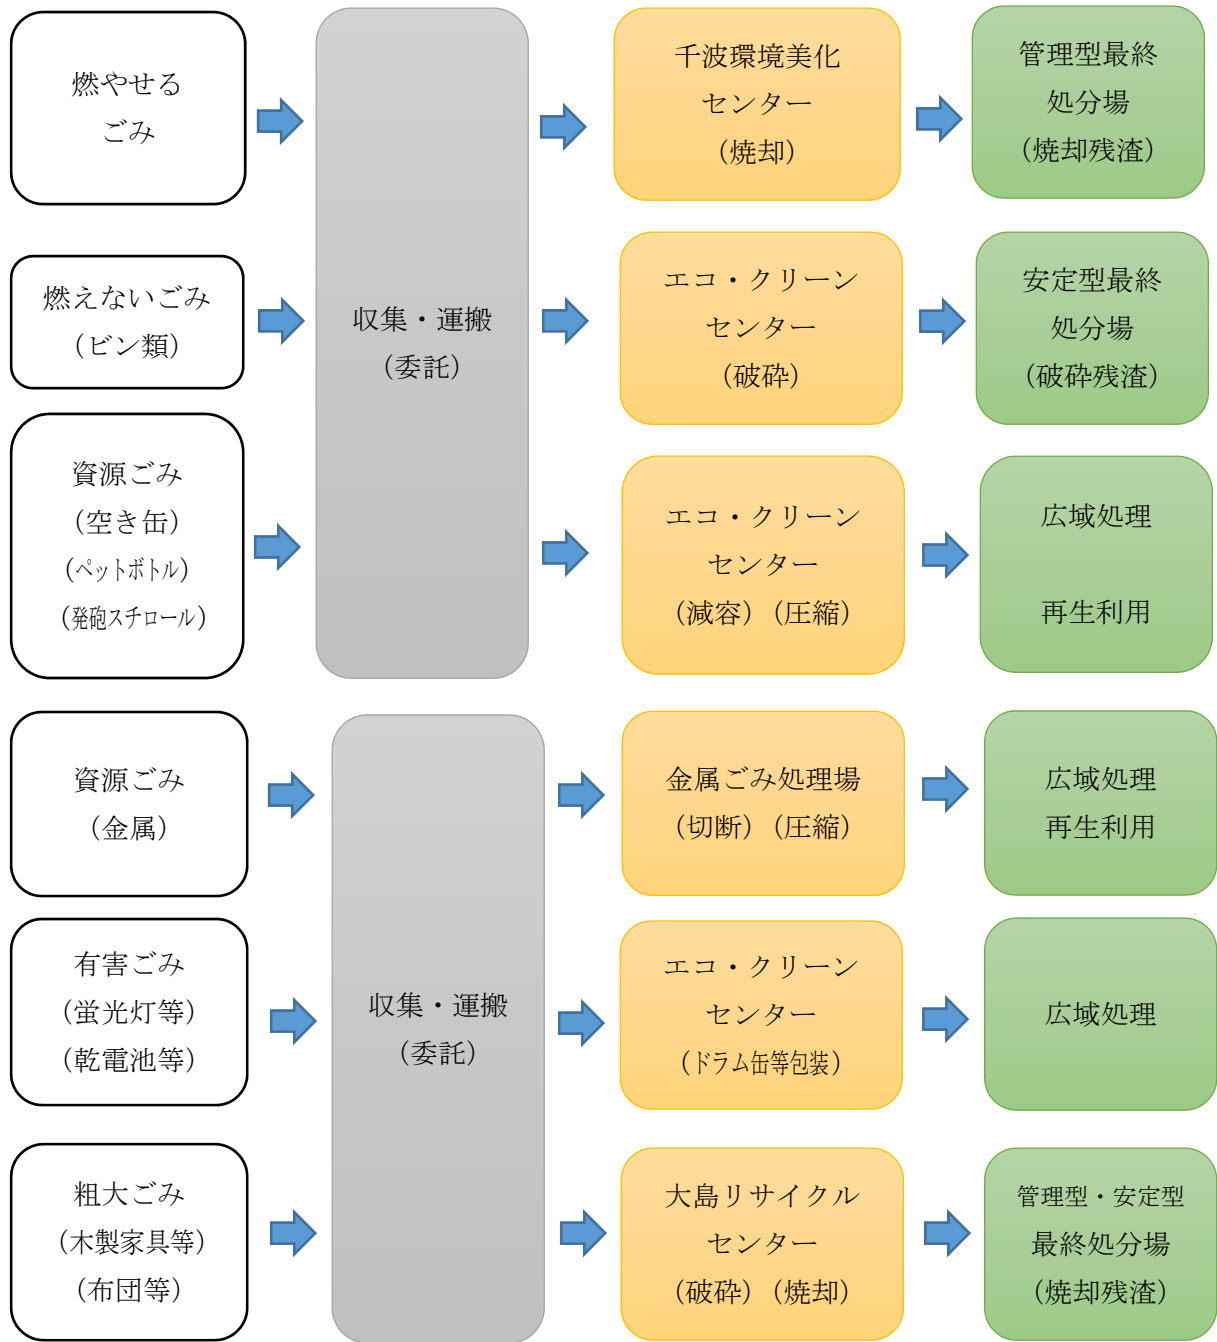 燃やせる
ごみ
収集・運搬
（委託）
千波環境美化
センター
（焼却）
管理型最終
処分場
（焼却残渣）
燃えないごみ
（ビン類）
エコ・クリーン
センター
（破砕）
安定型最終
処分場
（破砕残渣）
資源ごみ
（空き缶）
（ペットボトル）
（発砲スチロール）
エコ・クリーン
センター
（減容）（圧縮）
広域処理
再生利用
資源ごみ
（金属）
収集・運搬
（委託）
金属ごみ処理場
（切断）（圧縮）
広域処理
再生利用
有害ごみ
（蛍光灯等）
（乾電池等）
エコ・クリーン
センター
（ドラム缶等包装）
広域処理
粗大ごみ
（木製家具等）
（布団等）
大島リサイクル
センター
（破砕）（焼却）
管理型・安定型
最終処分場
（焼却残渣）